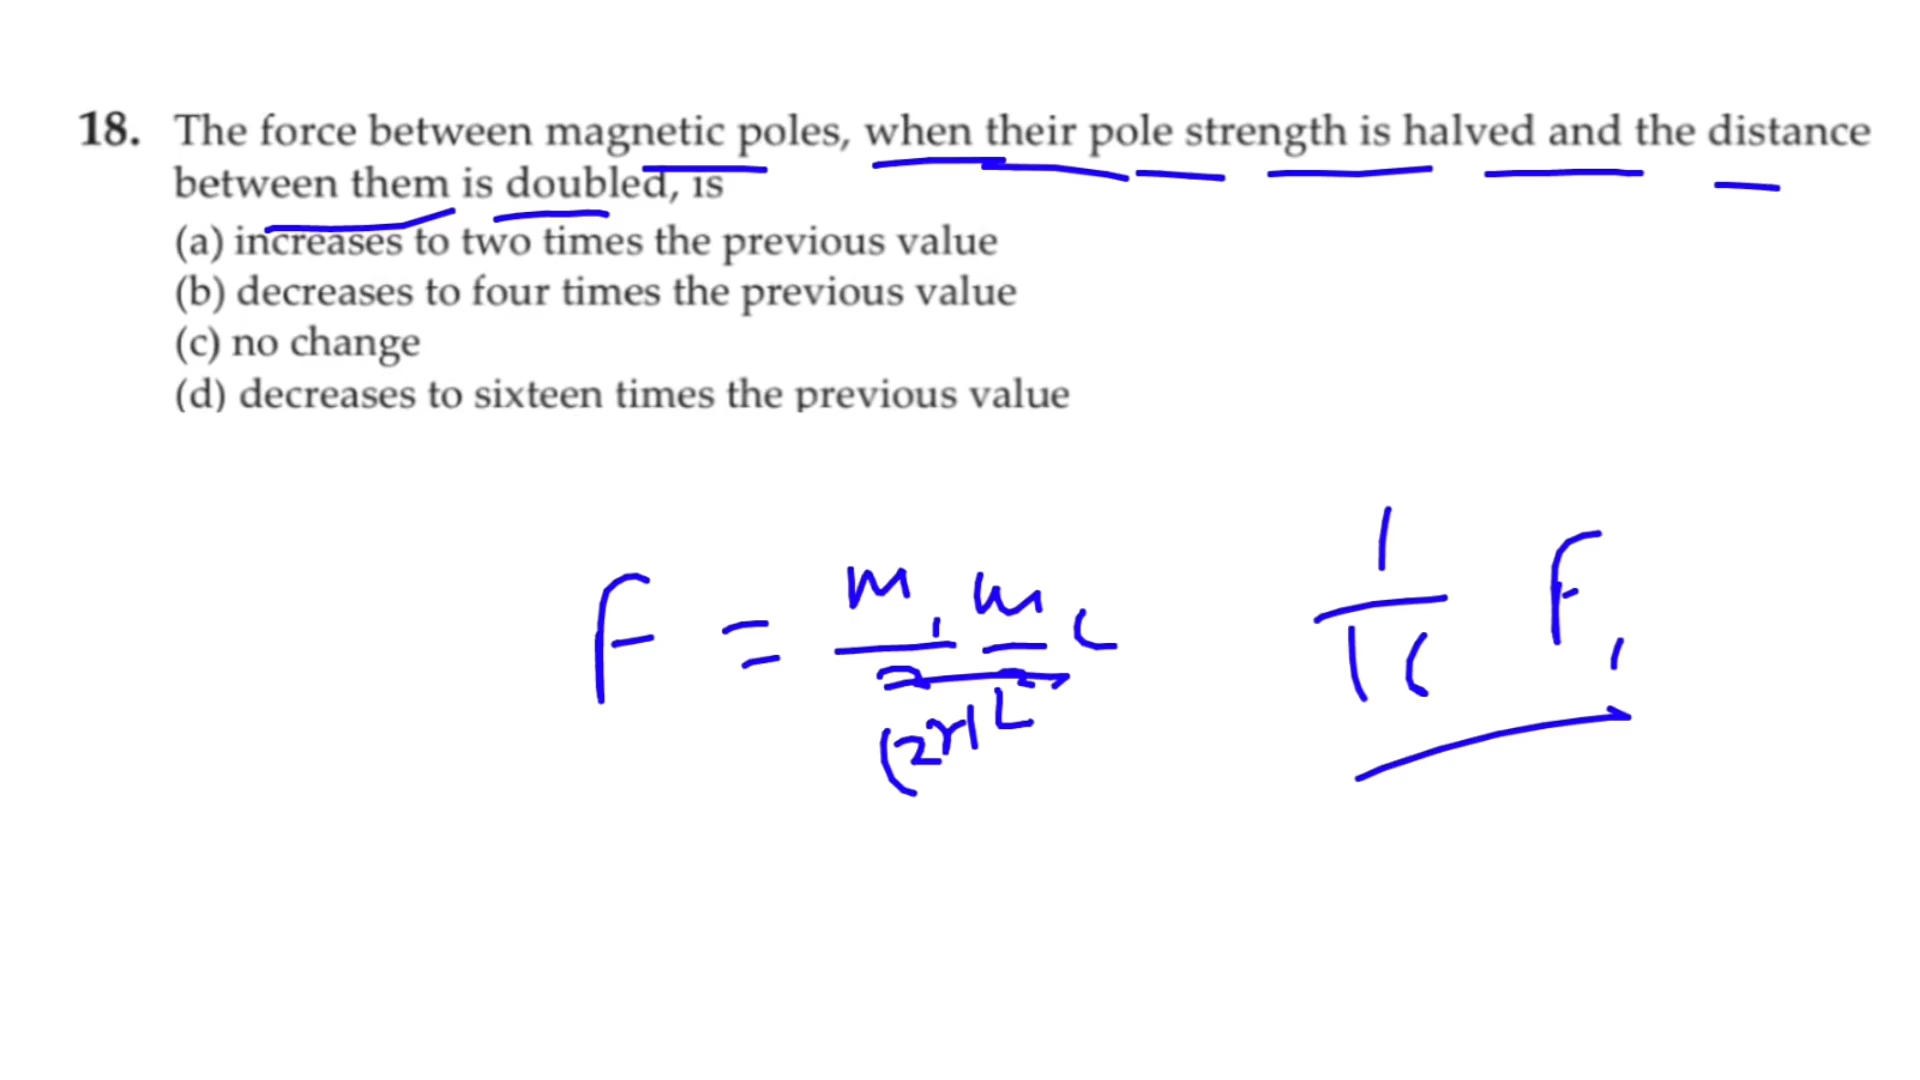 18. The force between magnetic poles, when their pole strength is halved and the distance
between them is doubled, is
(a) increases to two times the previous value
(b) decreases to four times the previous value
(c) no change
(d) decreases to sixteen times the previous value
F = m₁/2 m₂/2 / (2r)² 1/16 F₁